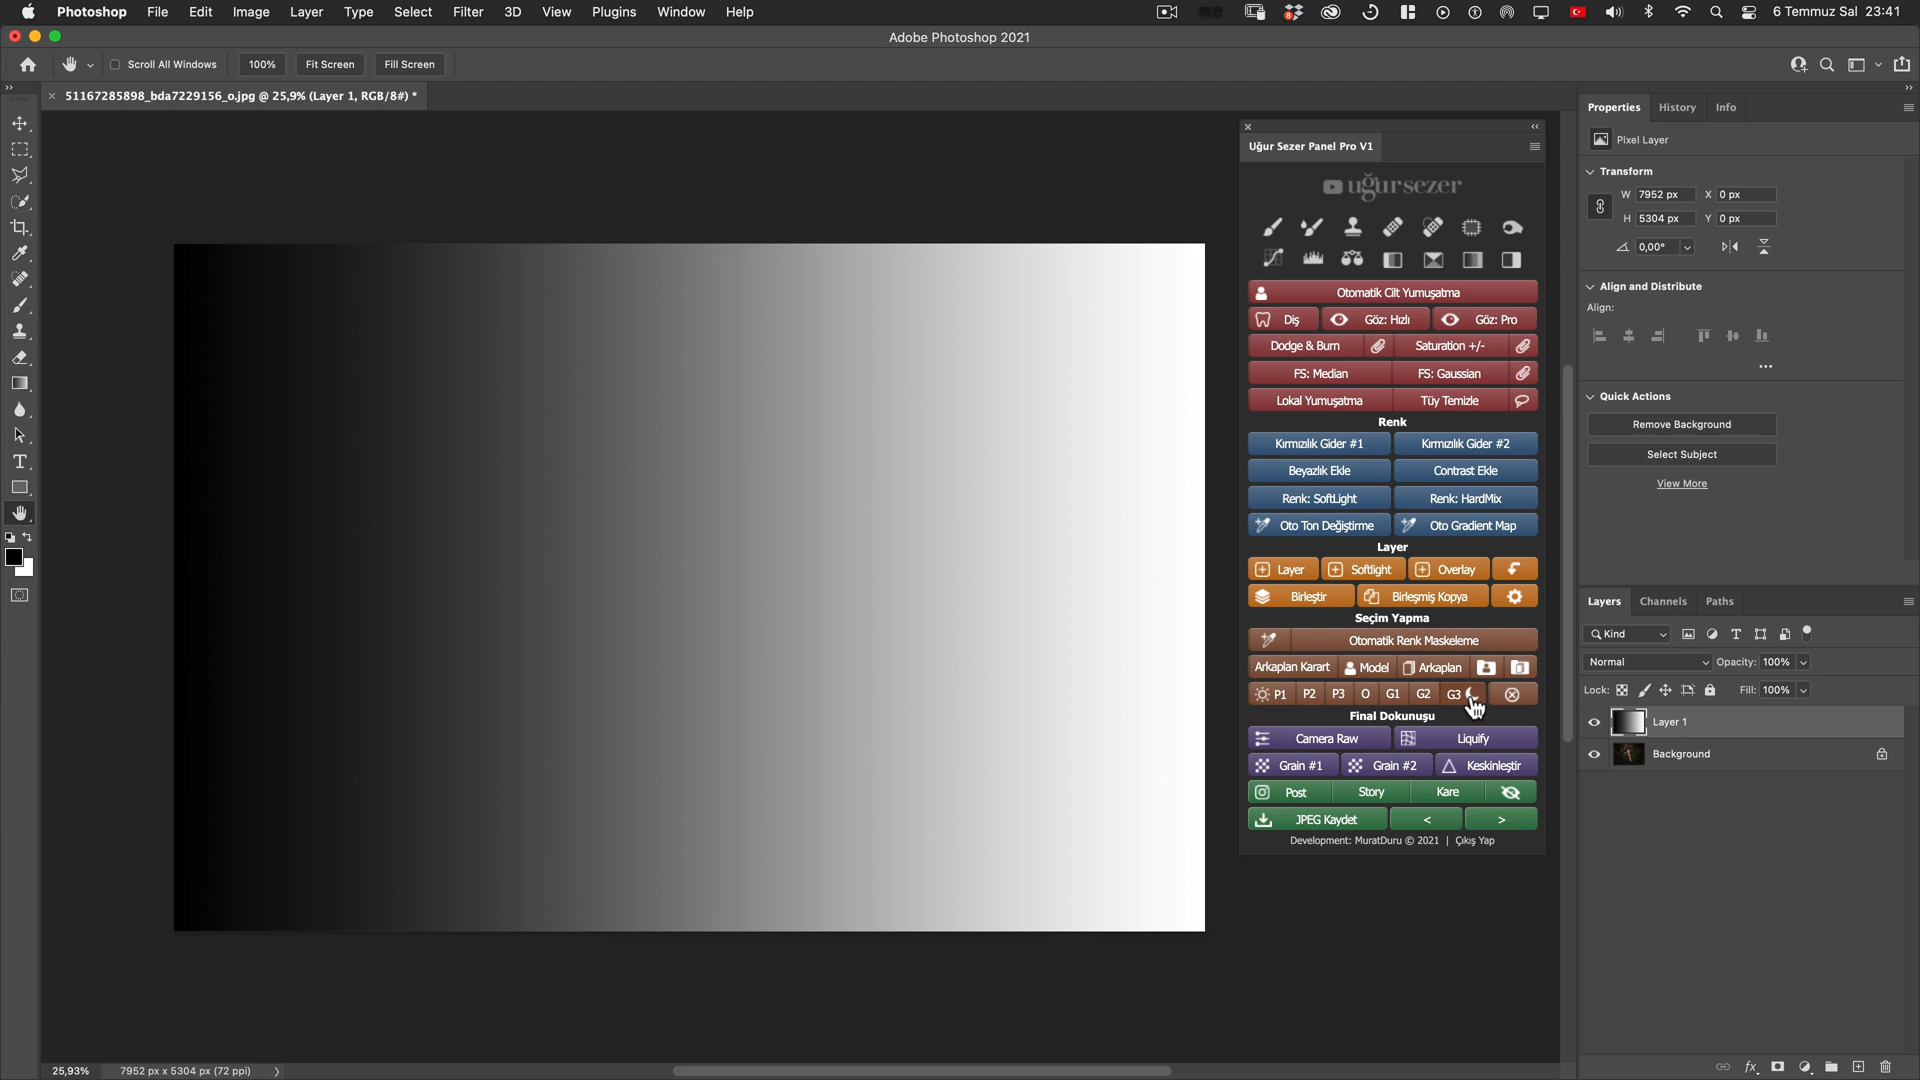 Photoshop File Edit Image Layer Type Select Filter 3D View Plugins Window Help 6 Temmuz Sal 23:41
Adobe Photoshop 2021
Scroll All Windows 100% Fit Screen Fill Screen
51167285898_bda7229156_o.jpg @ 25,9% (Layer 1, RGB/8#) *
Properties History Info
Pixel Layer
Transform
W 7952 px X 0 px
H 5304 px Y 0 px
0,00°
Align and Distribute
Align:
Quick Actions
Remove Background
Select Subject
View More
Uğur Sezer Panel Pro V1
uğursezer
Otomatik Cilt Yumuşatma
Diş Göz: Hızlı Göz: Pro
Dodge & Burn Saturation +/-
FS: Median FS: Gaussian
Lokal Yumuşatma Tüy Temizle
Renk
Kırmızılık Gider #1 Kırmızılık Gider #2
Beyazlık Ekle Contrast Ekle
Renk: SoftLight Renk: HardMix
Oto Ton Değiştirme Oto Gradient Map
Layer
Layer Softlight Overlay
Birleştir Birleşmiş Kopya
Seçim Yapma
Otomatik Renk Maskeleme
Arkaplan Karart Model Arkaplan
P1 P2 P3 O G1 G2 G3
Final Dokunuşu
Camera Raw Liquify
Grain #1 Grain #2 Keskinleştir
Post Story Kare
JPEG Kaydet < >
Development: MuratDuru © 2021 | Çıkış Yap
Layers Channels Paths
Kind
Normal Opacity: 100%
Lock: Fill: 100%
Layer 1
Background
25,93% 7952 px x 5304 px (72 ppi)